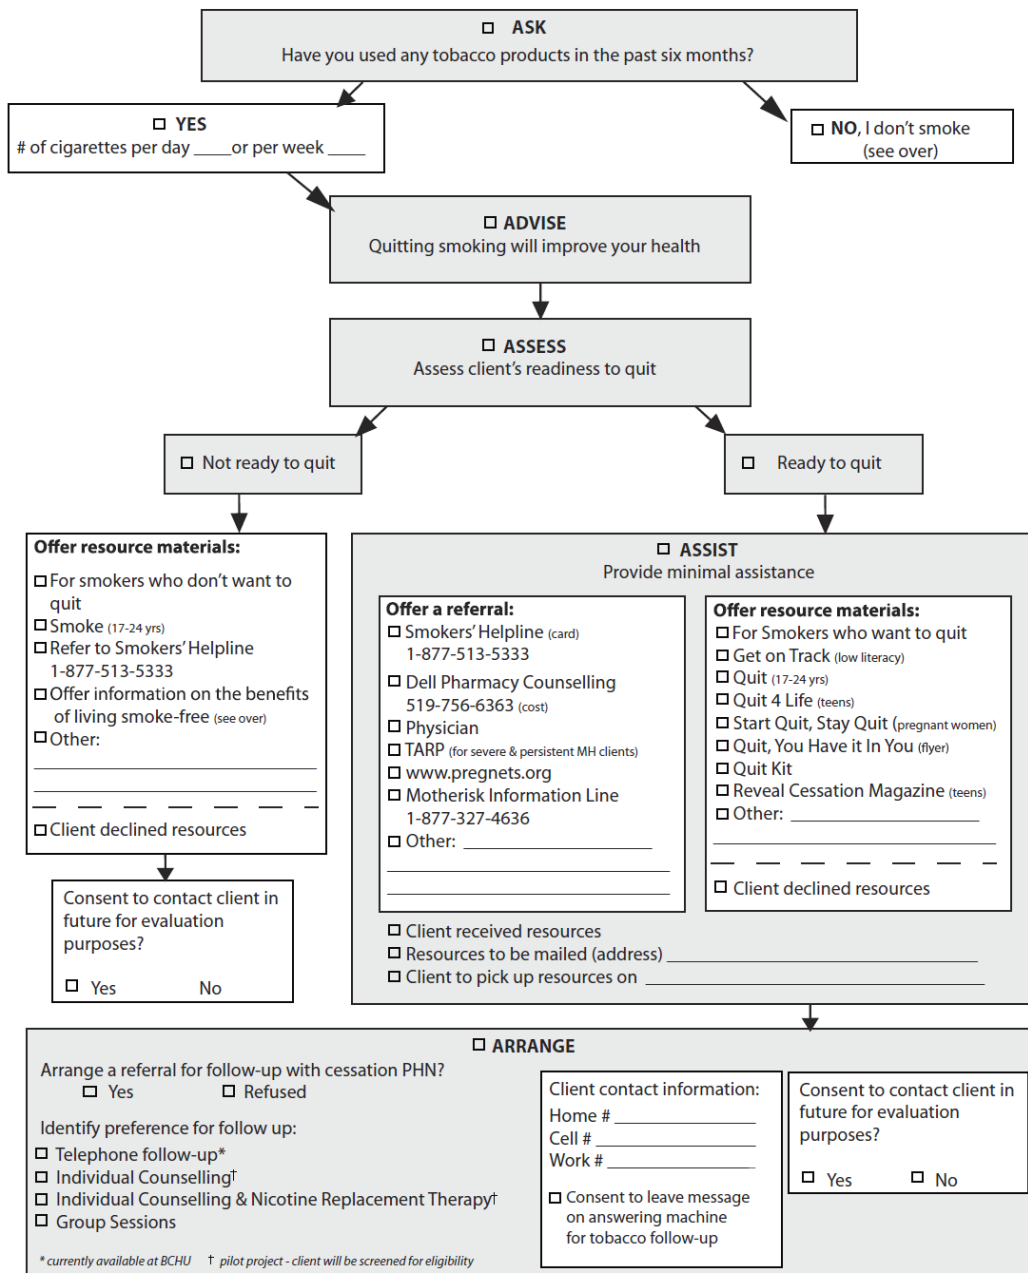 ☐ ASK
Have you used any tobacco products in the past six months?
☐ YES
# of cigarettes per day ____or per week ____
☐ NO, I don't smoke
(see over)
☐ ADVISE
Quitting smoking will improve your health
☐ ASSESS
Assess client's readiness to quit
☐ Not ready to quit
☐ Ready to quit
Offer resource materials:
☐ For smokers who don't want to
quit
☐ Smoke (17-24 yrs)
☐ Refer to Smokers' Helpline
1-877-513-5333
☐ Offer information on the benefits
of living smoke-free (see over)
☐ Other:
☐ Client declined resources
Consent to contact client in
future for evaluation
purposes?
☐ Yes No
☐ ASSIST
Provide minimal assistance
Offer a referral:
☐ Smokers' Helpline (card)
1-877-513-5333
☐ Dell Pharmacy Counselling
519-756-6363 (cost)
☐ Physician
☐ TARP (for severe & persistent MH clients)
☐ www.pregnets.org
☐ Motherisk Information Line
1-877-327-4636
☐ Other: ____
Offer resource materials:
☐ For Smokers who want to quit
☐ Get on Track (low literacy)
☐ Quit (17-24 yrs)
☐ Quit 4 Life (teens)
☐ Start Quit, Stay Quit (pregnant women)
☐ Quit, You Have it In You (flyer)
☐ Quit Kit
☐ Reveal Cessation Magazine (teens)
☐ Other: ____
☐ Client declined resources
☐ Client received resources
☐ Resources to be mailed (address) ____
☐ Client to pick up resources on ____
☐ ARRANGE
Arrange a referral for follow-up with cessation PHN?
☐ Yes ☐ Refused
Identify preference for follow up:
☐ Telephone follow-up*
☐ Individual Counselling†
☐ Individual Counselling & Nicotine Replacement Therapy†
☐ Group Sessions
* currently available at BCHU † pilot project - client will be screened for eligibility
Client contact information:
Home # ____
Cell # ____
Work # ____
☐ Consent to leave message
on answering machine
for tobacco follow-up
Consent to contact client in
future for evaluation
purposes?
☐ Yes ☐ No